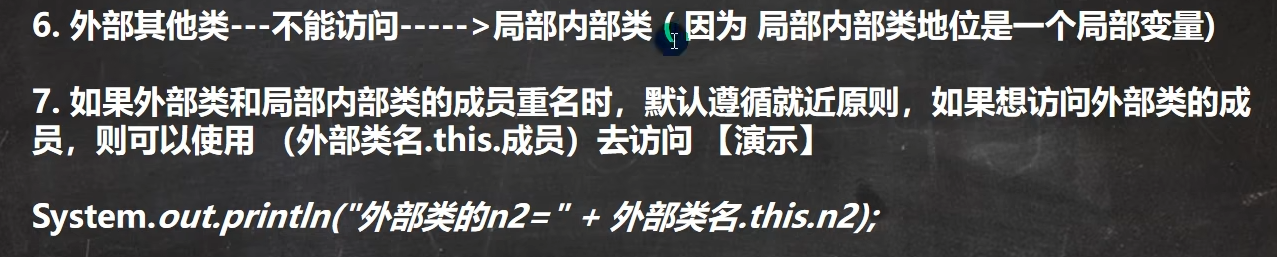 6. 外部其他类---不能访问----->局部内部类 ( 因为 局部内部类地位是一个局部变量)
7. 如果外部类和局部内部类的成员重名时，默认遵循就近原则，如果想访问外部类的成
员，则可以使用 （外部类名.this.成员）去访问 【演示】
System.out.println("外部类的n2=" + 外部类名.this.n2);